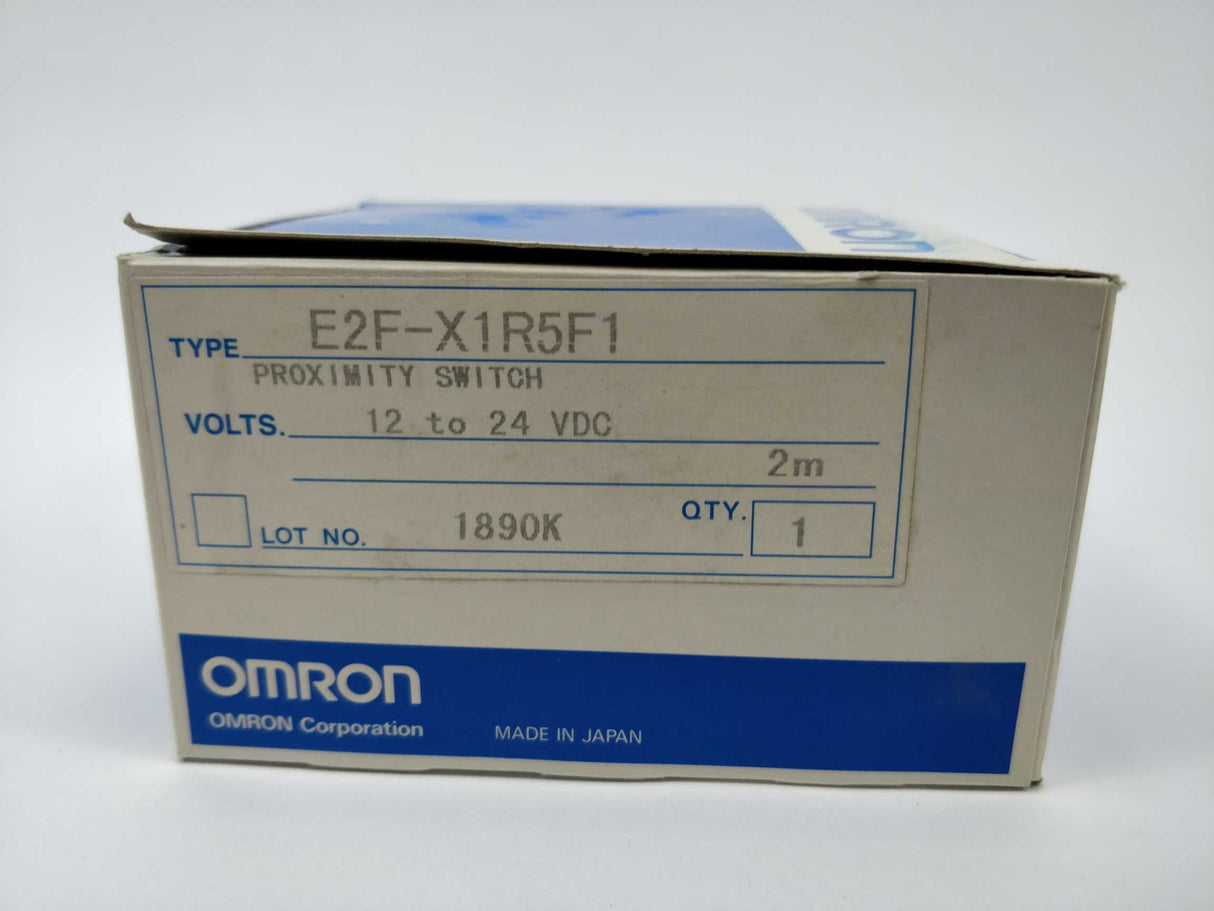 TYPE E2F-X1R5F1
PROXIMITY SWITCH
VOLTS. 12 to 24 VDC
2m
LOT NO. 1890K QTY. 1
OMRON
OMRON Corporation MADE IN JAPAN